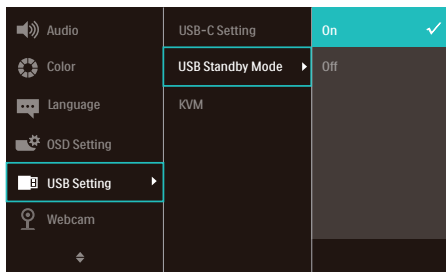 Audio
Color
Language
OSD Setting
USB Setting
Webcam
USB-C Setting
USB Standby Mode
KVM
On
Off